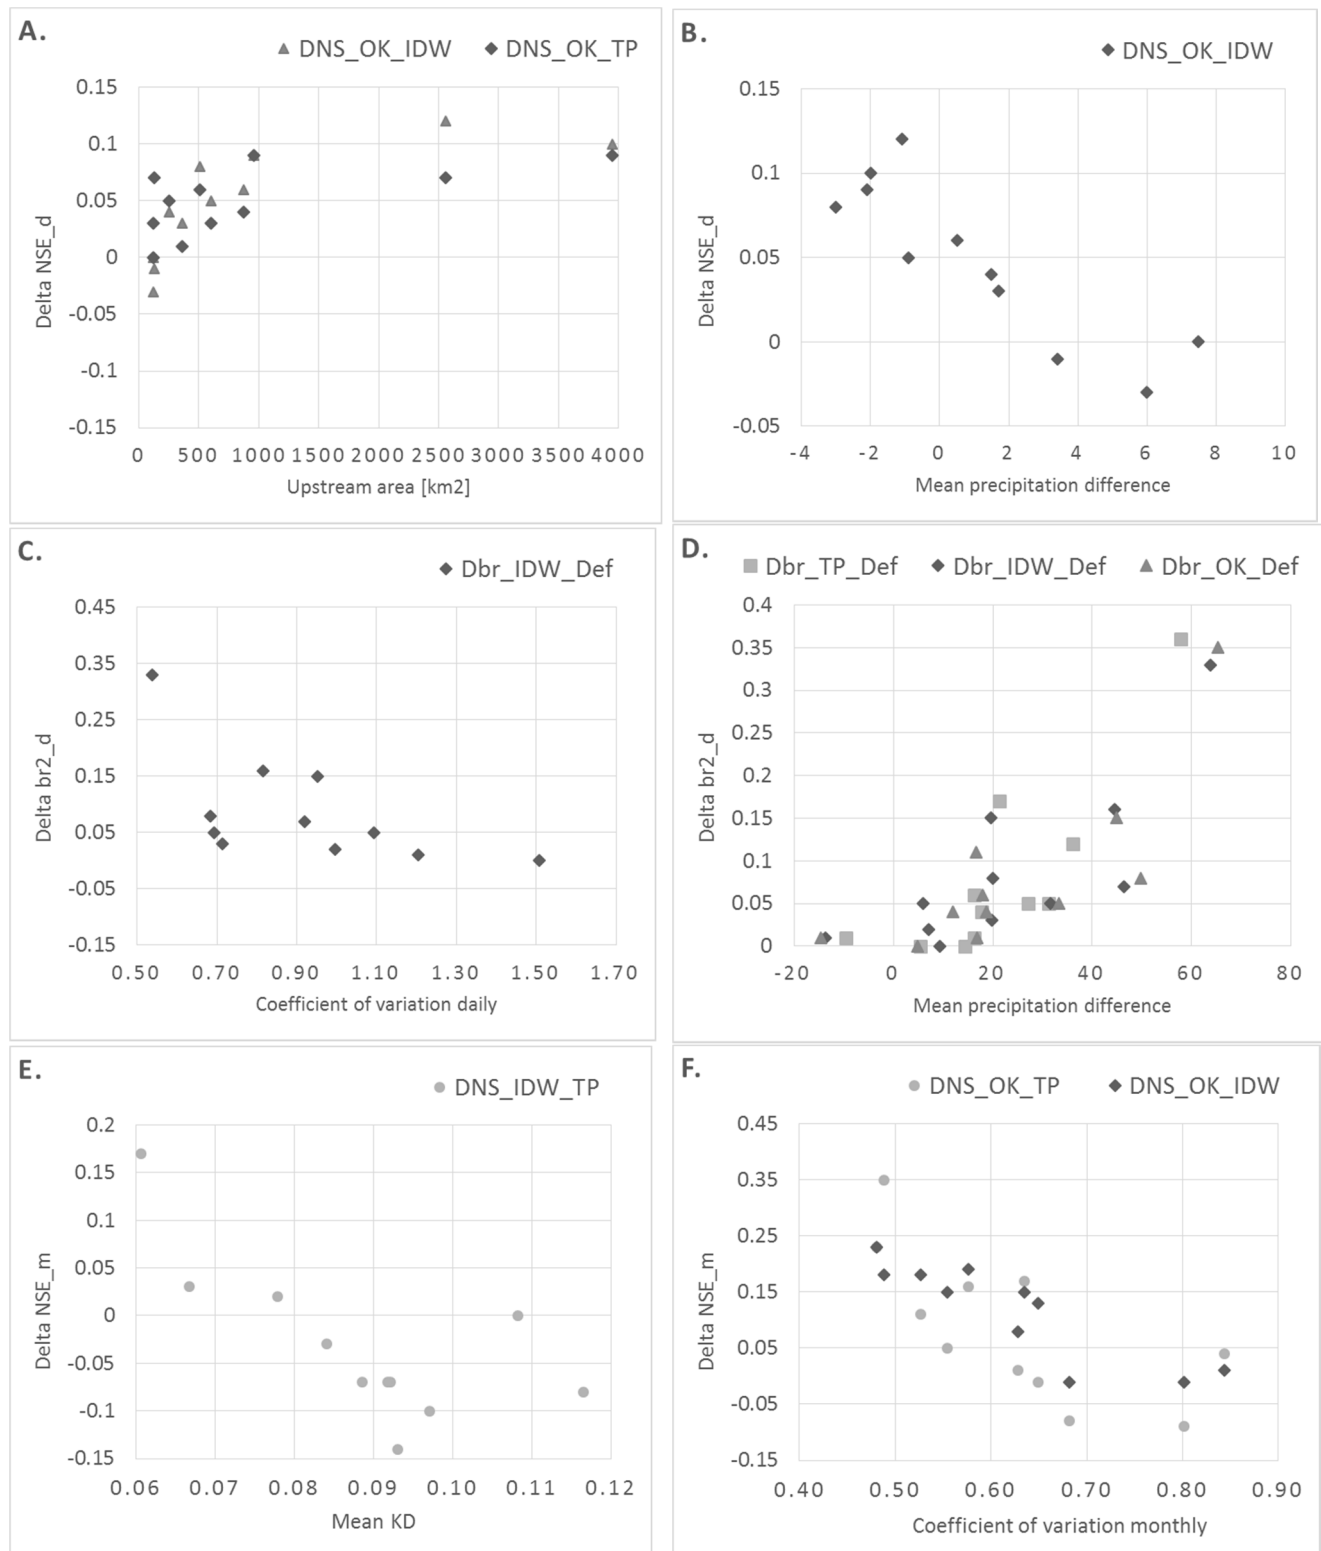 A.
DNS_OK_IDW DNS_OK_TP
0.15
0.1
0.05
0
-0.05
-0.1
-0.15
Delta NSE_d
0 500 1000 1500 2000 2500 3000 3500 4000
Upstream area [km2]
B.
DNS_OK_IDW
0.15
0.1
0.05
0
-0.05
Delta NSE_d
-4 -2 0 2 4 6 8 10
Mean precipitation difference
C.
Dbr_IDW_Def
0.45
0.35
0.25
0.15
0.05
-0.05
-0.15
Delta br2_d
0.50 0.70 0.90 1.10 1.30 1.50 1.70
Coefficient of variation daily
D.
Dbr_TP_Def Dbr_IDW_Def Dbr_OK_Def
0.4
0.35
0.3
0.25
0.2
0.15
0.1
0.05
0
Delta br2_d
-20 0 20 40 60 80
Mean precipitation difference
E.
DNS_IDW_TP
0.2
0.15
0.1
0.05
0
-0.05
-0.1
-0.15
Delta NSE_m
0.06 0.07 0.08 0.09 0.10 0.11 0.12
Mean KD
F.
DNS_OK_TP DNS_OK_IDW
0.45
0.35
0.25
0.15
0.05
-0.05
-0.15
Delta NSE_m
0.40 0.50 0.60 0.70 0.80 0.90
Coefficient of variation monthly